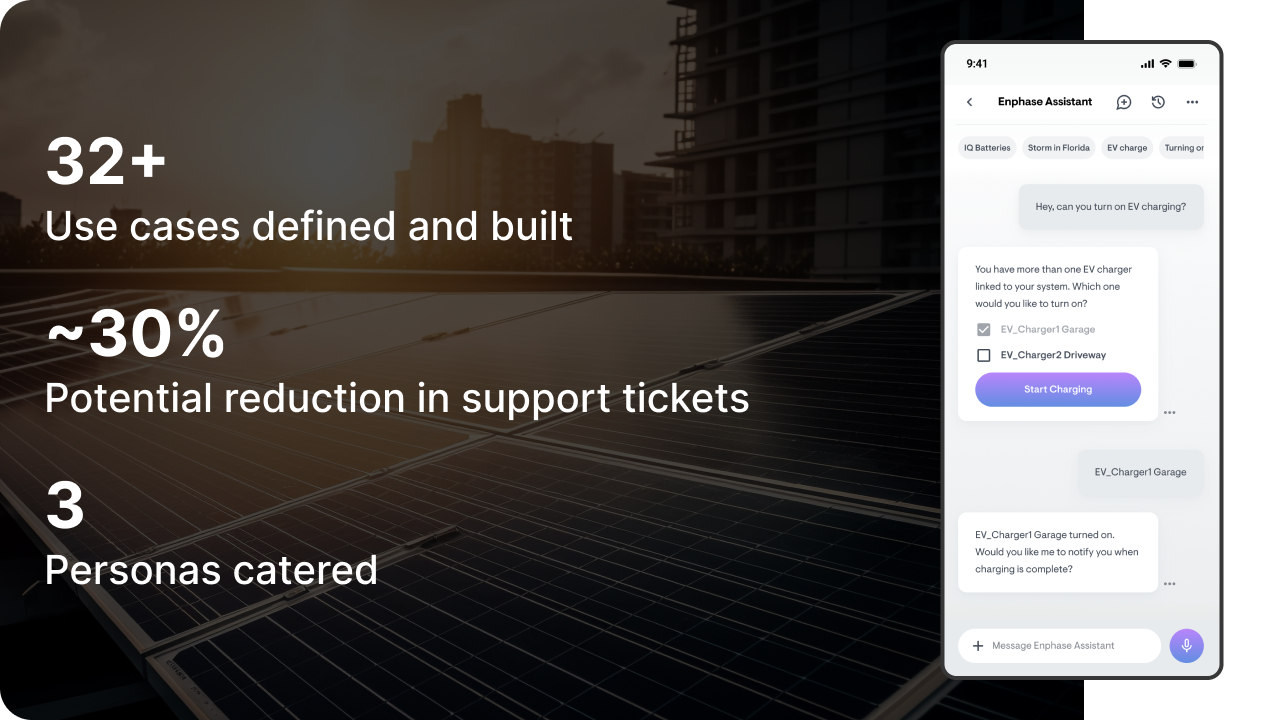 32+
Use cases defined and built
~30%
Potential reduction in support tickets
3
Personas catered
9:41
Enphase Assistant
IQ Batteries
Storm in Florida
EV charge
Turning or
Hey, can you turn on EV charging?
You have more than one EV charger
linked to your system. Which one
would you like to turn on?
EV_Charger1 Garage
EV_Charger2 Driveway
Start Charging
EV_Charger1 Garage
EV_Charger1 Garage turned on.
Would you like me to notify you when
charging is complete?
Message Enphase Assistant